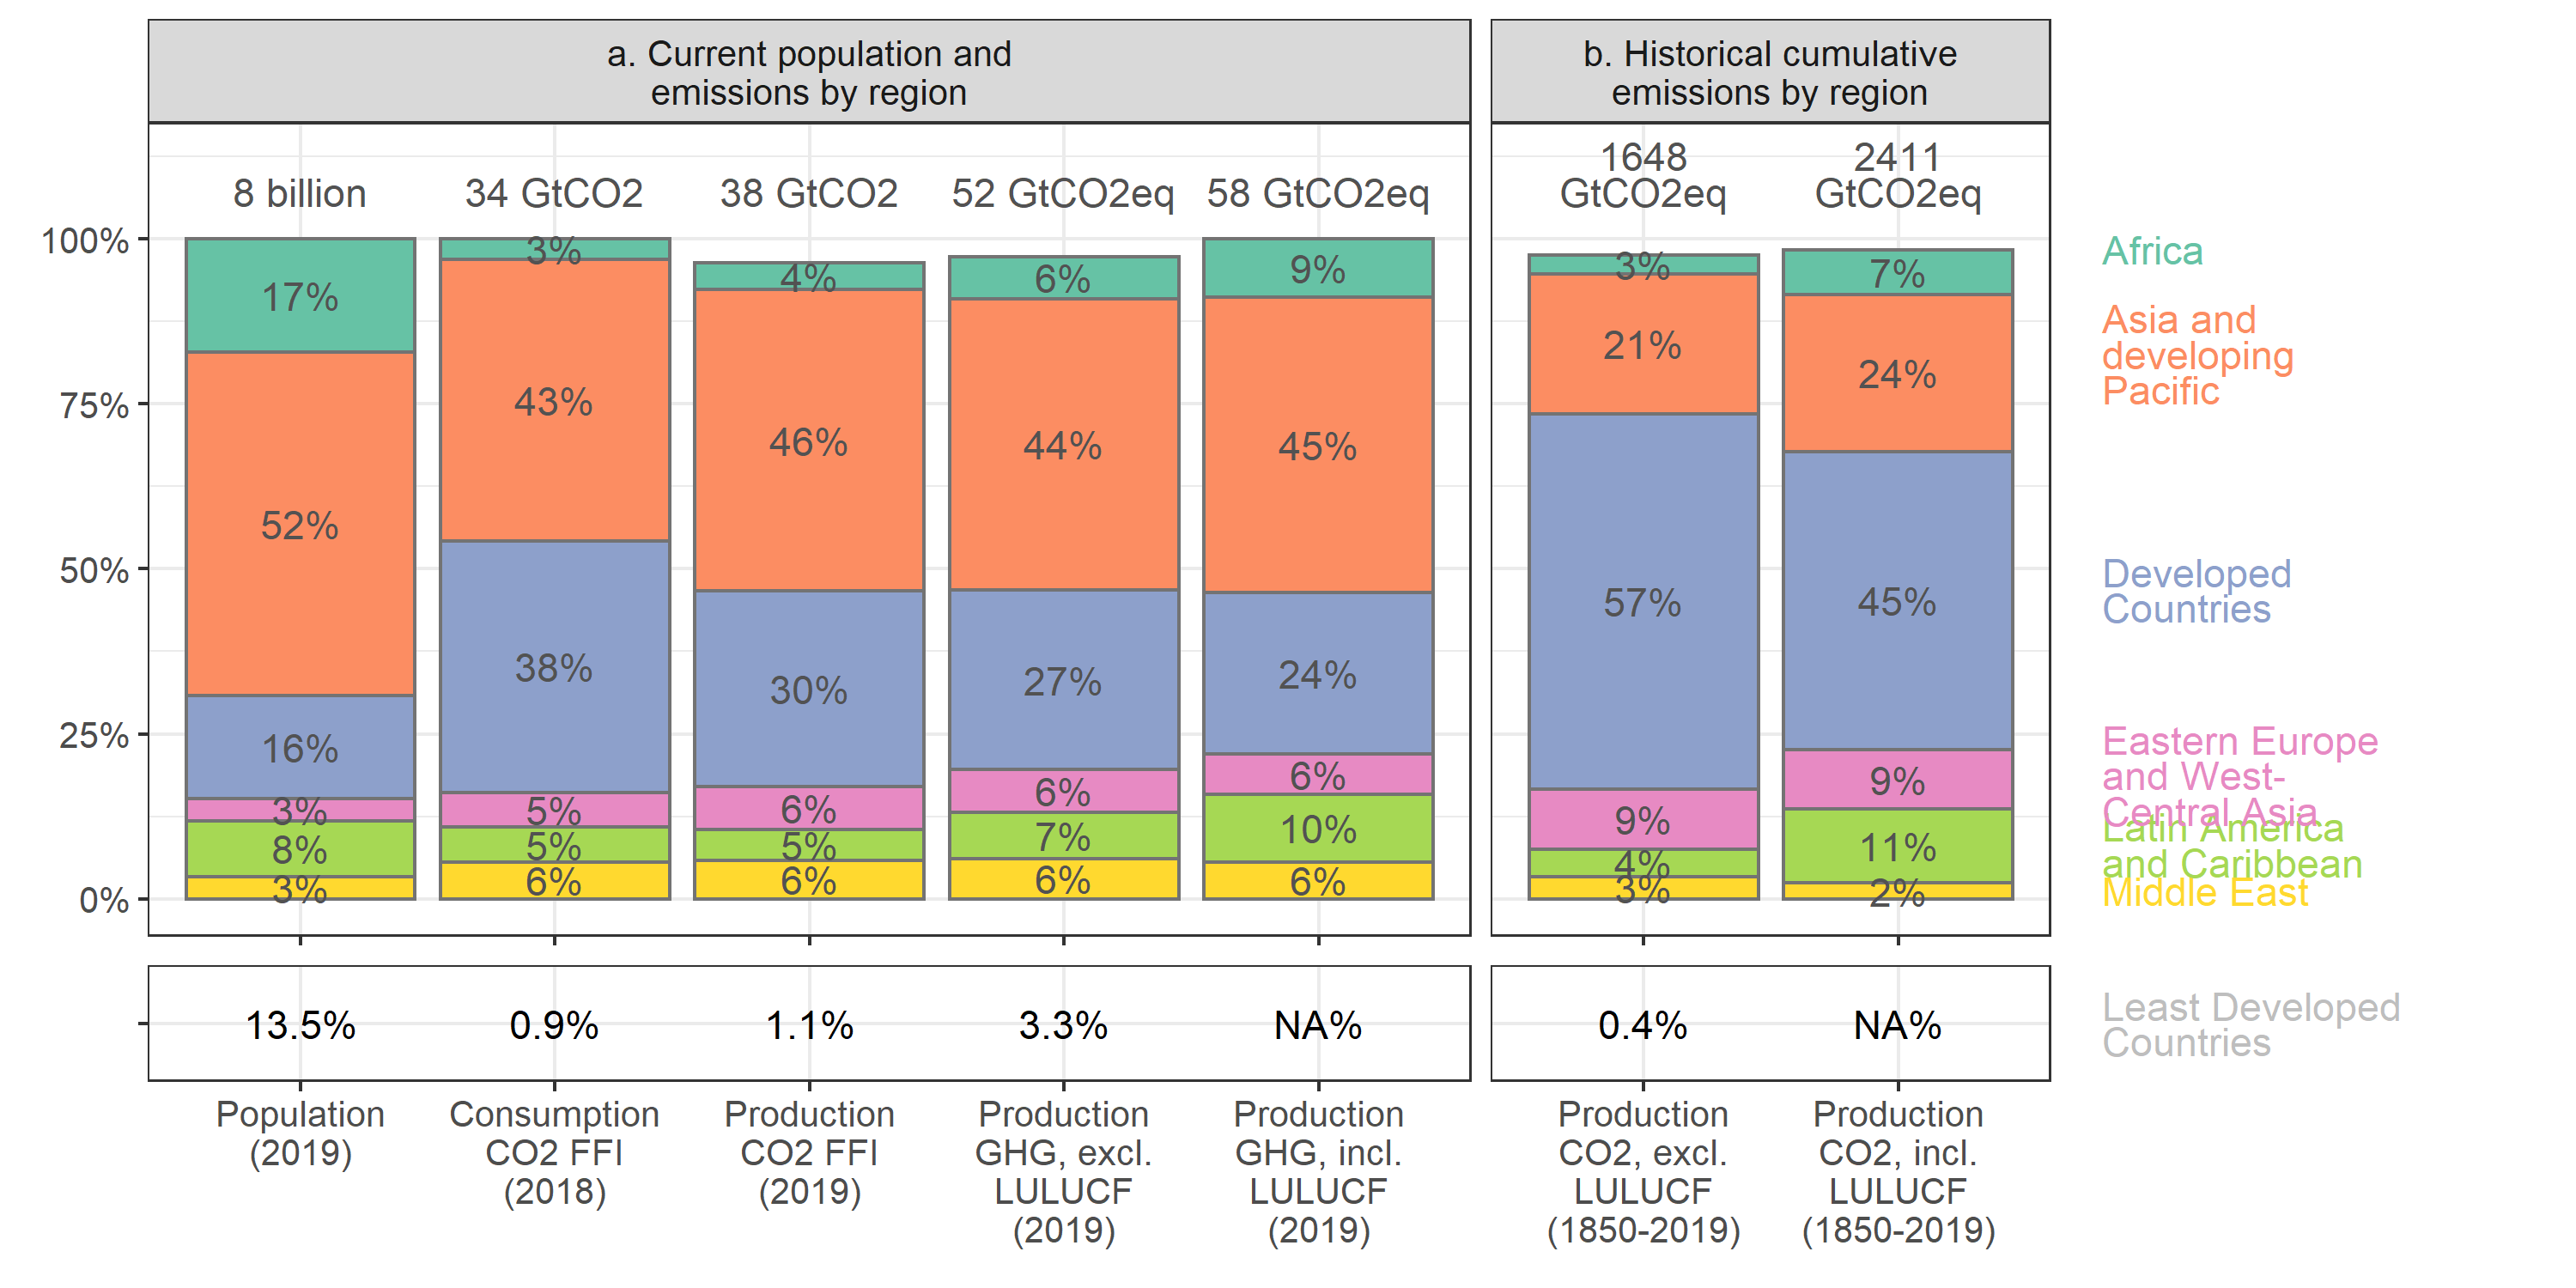 a. Current population and
emissions by region
b. Historical cumulative
emissions by region
8 billion
34 GtCO2
38 GtCO2
52 GtCO2eq
58 GtCO2eq
1648
GtCO2eq
2411
GtCO2eq
100%
75%
50%
25%
0%
17%
52%
16%
3%
8%
3%
3%
43%
38%
5%
5%
6%
4%
46%
30%
6%
5%
6%
6%
44%
27%
6%
7%
6%
9%
45%
24%
6%
10%
6%
3%
21%
57%
9%
4%
3%
7%
24%
45%
9%
11%
2%
Africa
Asia and
developing
Pacific
Developed
Countries
Eastern Europe
and West-
Central Asia
Latin America
and Caribbean
Middle East
13.5%
0.9%
1.1%
3.3%
NA%
0.4%
NA%
Least Developed
Countries
Population
(2019)
Consumption
CO2 FFI
(2018)
Production
CO2 FFI
(2019)
Production
GHG, excl.
LULUCF
(2019)
Production
GHG, incl.
LULUCF
(2019)
Production
CO2, excl.
LULUCF
(1850-2019)
Production
CO2, incl.
LULUCF
(1850-2019)